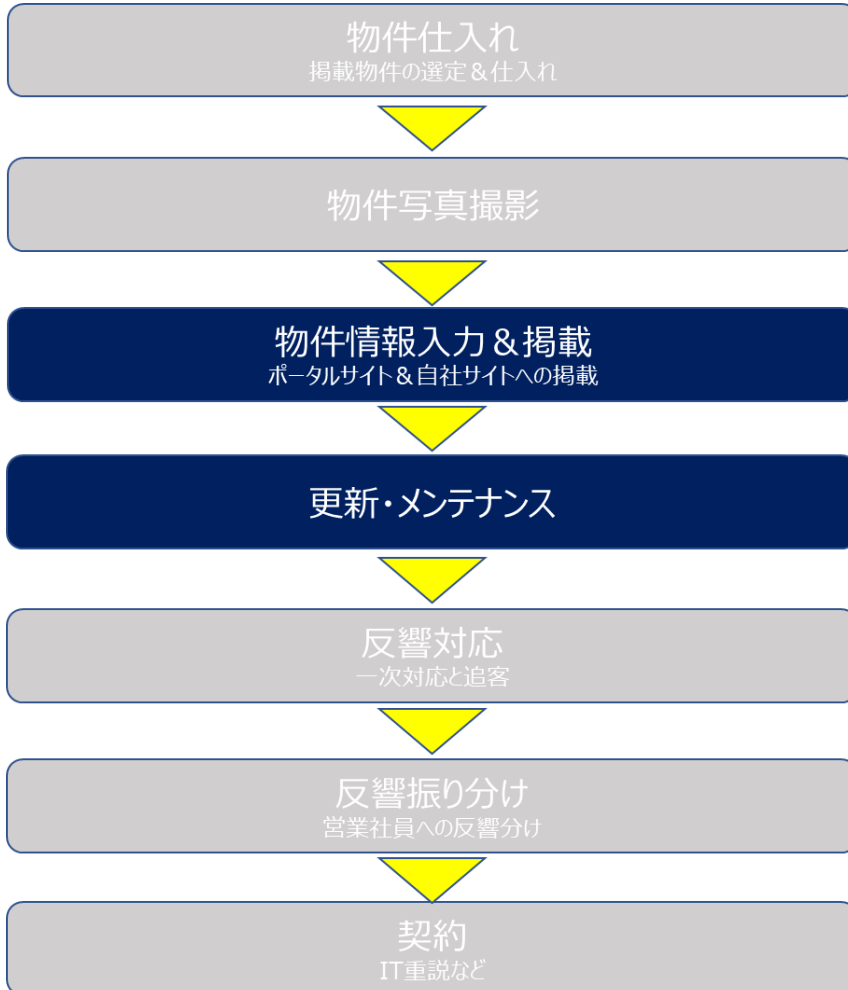 物件仕入れ
掲載物件の選定＆仕入れ
物件写真撮影
物件情報入力＆掲載
ポータルサイト＆自社サイトへの掲載
更新・メンテナンス
反響対応
一次対応と追客
反響振り分け
営業社員への反響分け
契約
IT重説など